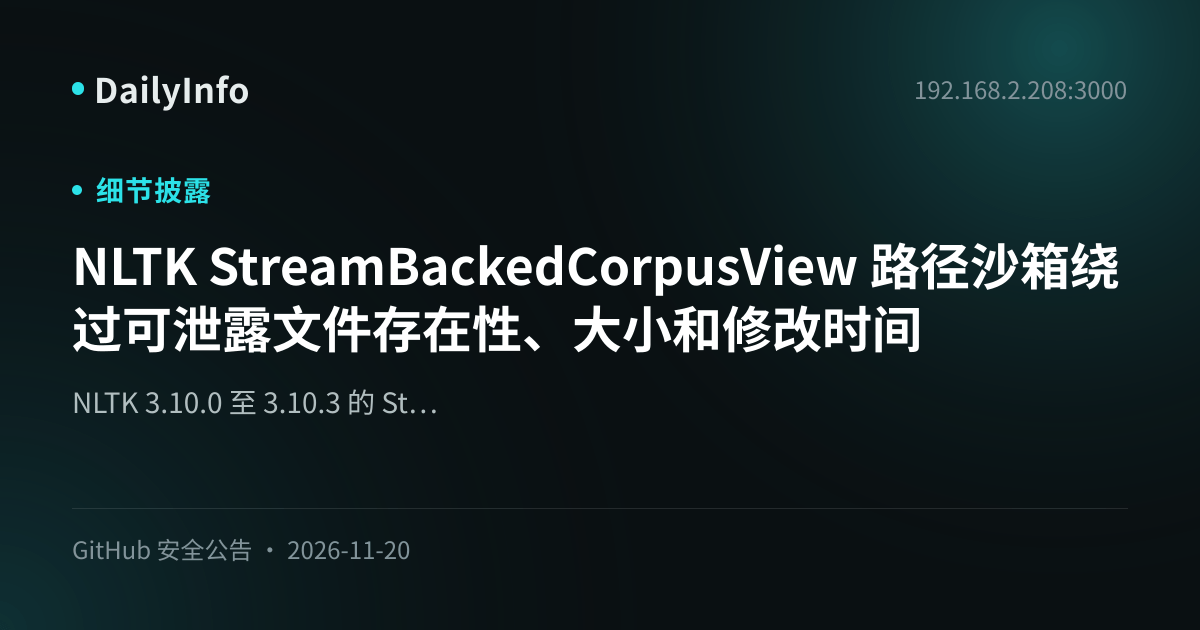 DailyInfo
192.168.2.208:3000
细节披露
NLTK StreamBackedCorpusView 路径沙箱绕
过可泄露文件存在性、大小和修改时间
NLTK 3.10.0 至 3.10.3 的 St…
GitHub 安全公告 • 2026-11-20